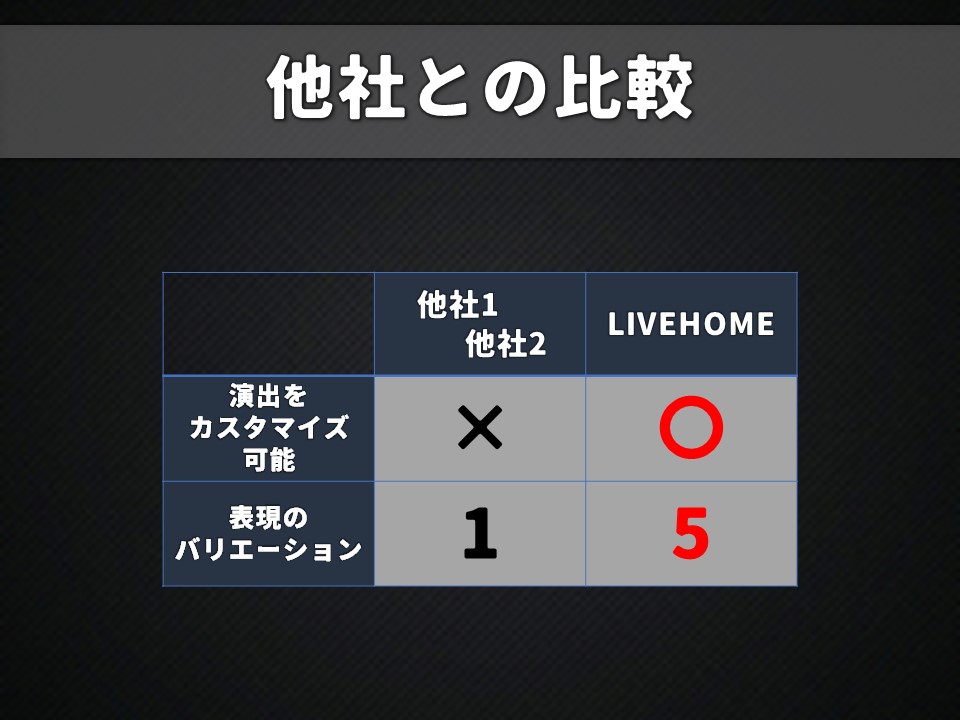 他社との比較
他社1
他社2
LIVEHOME
演出を
カスタマイズ
可能
×
○
表現の
バリエーション
1
5